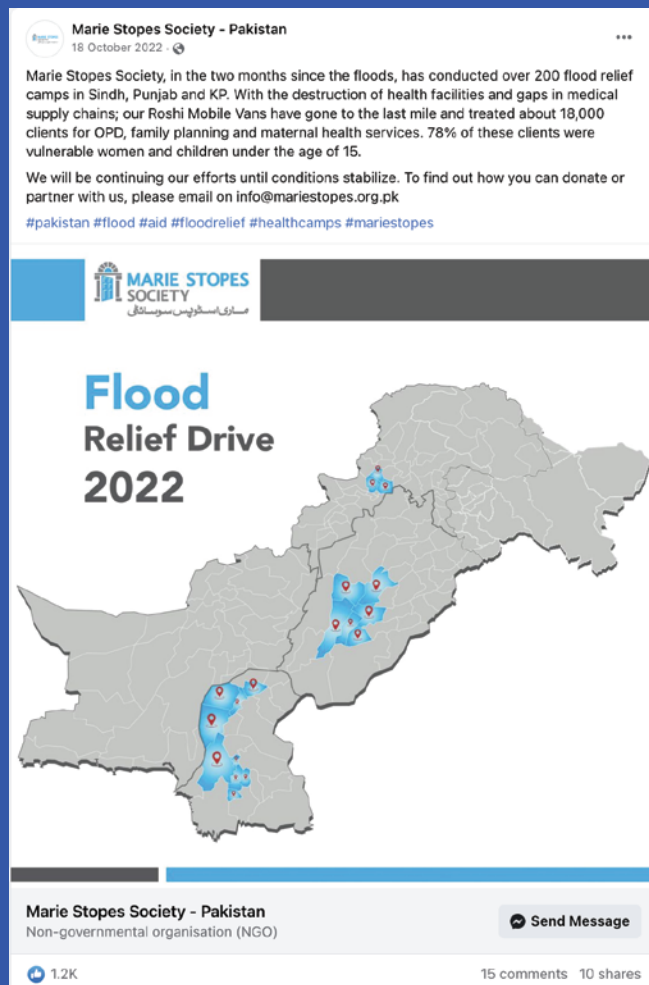 Marie Stopes Society - Pakistan
18 October 2022 ·
Marie Stopes Society, in the two months since the floods, has conducted over 200 flood relief
camps in Sindh, Punjab and KP. With the destruction of health facilities and gaps in medical
supply chains; our Roshi Mobile Vans have gone to the last mile and treated about 18,000
clients for OPD, family planning and maternal health services. 78% of these clients were
vulnerable women and children under the age of 15.
We will be continuing our efforts until conditions stabilize. To find out how you can donate or
partner with us, please email on info@mariestopes.org.pk
#pakistan #flood #aid #floodrelief #healthcamps #mariestopes
MARIE STOPES
SOCIETY
ماری اسٹوپس سوسائٹی
Flood
Relief Drive
2022
Marie Stopes Society - Pakistan
Non-governmental organisation (NGO)
Send Message
1.2K
15 comments 10 shares